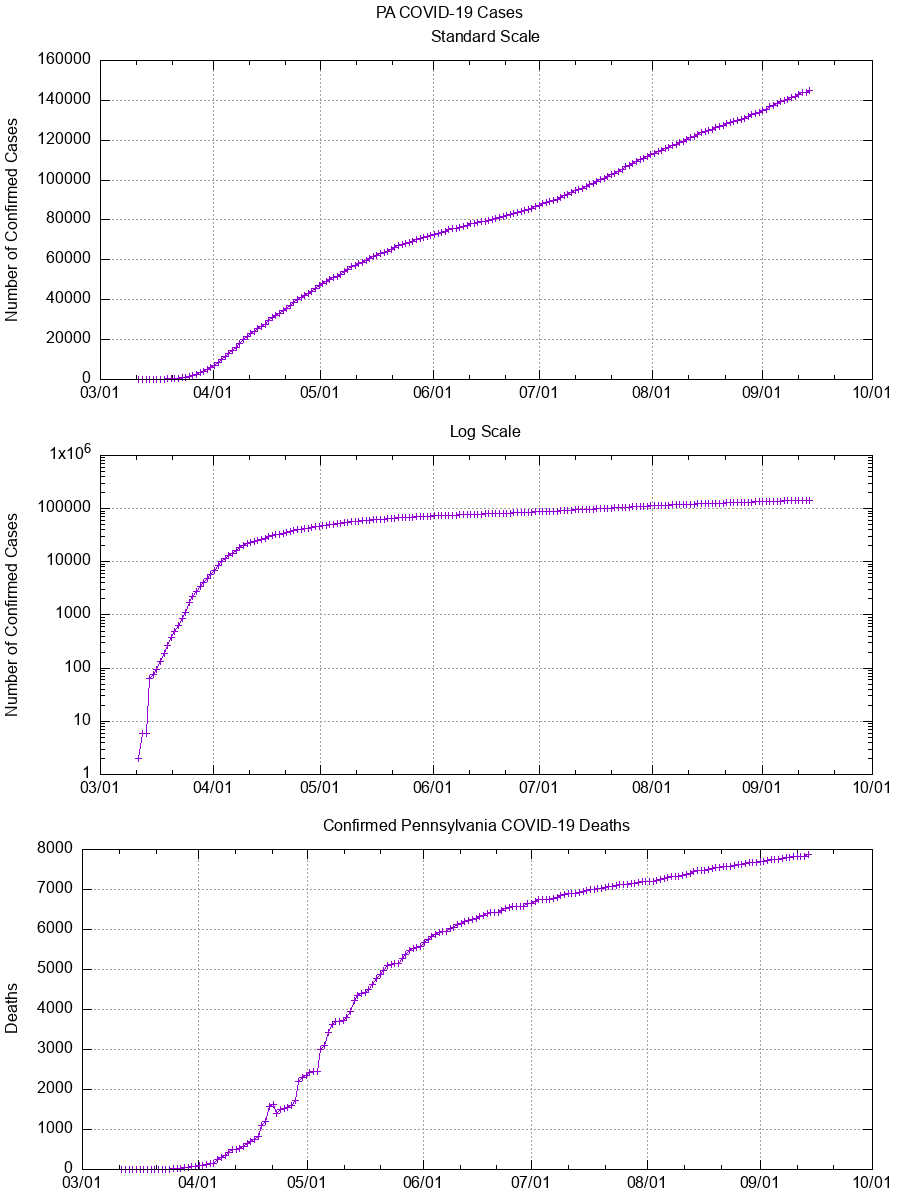 PA COVID-19 Cases
Standard Scale
160000
140000
120000
100000
80000
60000
40000
20000
0
Number of Confirmed Cases
03/01 04/01 05/01 06/01 07/01 08/01 09/01 10/01
Log Scale
1x10^6
100000
10000
1000
100
10
1
Number of Confirmed Cases
03/01 04/01 05/01 06/01 07/01 08/01 09/01 10/01
Confirmed Pennsylvania COVID-19 Deaths
8000
7000
6000
5000
4000
3000
2000
1000
0
Deaths
03/01 04/01 05/01 06/01 07/01 08/01 09/01 10/01